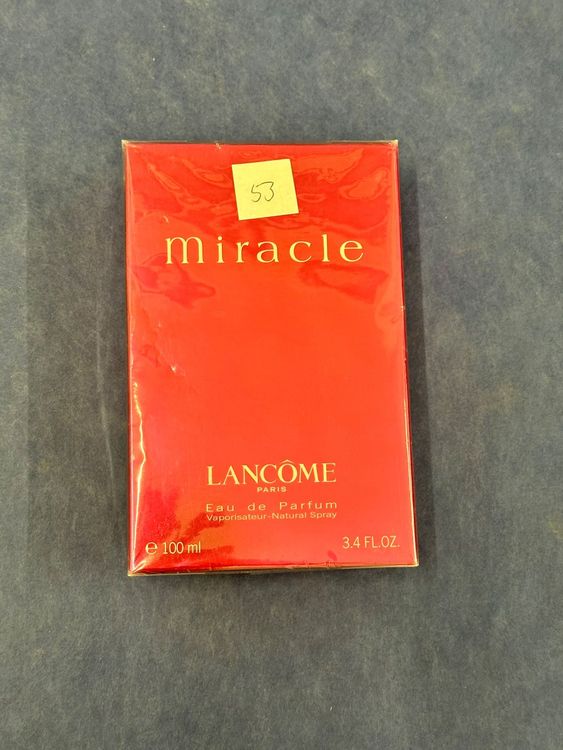 53
miracle
LANCÔME
PARIS
Eau de Parfum
Vaporisateur-Natural Spray
℮ 100 ml
3.4 FL.OZ.